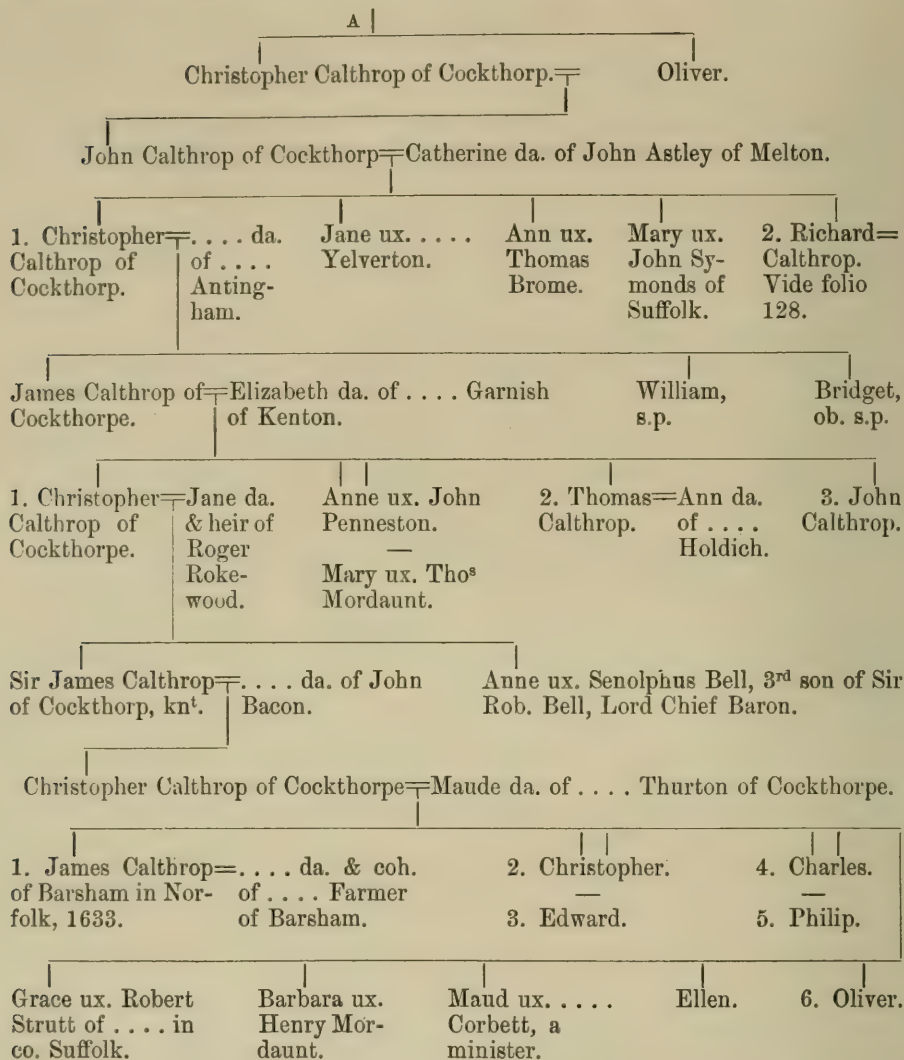 A
Christopher Calthrop of Cockthorp.
Oliver.
John Calthrop of Cockthorp=Catherine da. of John Astley of Melton.
1. Christopher
Calthrop of
Cockthorp.
=. . . . da.
of . . . .
Anting-
ham.
Jane ux. . . . . .
Yelverton.
Ann ux.
Thomas
Brome.
Mary ux.
John Sy-
monds of
Suffolk.
2. Richard=
Calthrop.
Vide folio
128.
James Calthrop of
Cockthorpe.
=Elizabeth da. of . . . . Garnish
of Kenton.
William,
s.p.
Bridget,
ob. s.p.
1. Christopher
Calthrop of
Cockthorpe.
=Jane da.
& heir of
Roger
Roke-
wood.
Anne ux. John
Penneston.
—
Mary ux. Thoˢ
Mordaunt.
2. Thomas=
Calthrop.
Ann da.
of . . . .
Holdich.
3. John
Calthrop.
Sir James Calthrop
of Cockthorp, knᵗ.
=. . . . da. of John
Bacon.
Anne ux. Senolphus Bell, 3ʳᵈ son of Sir
Rob. Bell, Lord Chief Baron.
Christopher Calthrop of Cockthorpe=Maude da. of . . . . Thurton of Cockthorpe.
1. James Calthrop=
of Barsham in Nor-
folk, 1633.
. . . . da. & coh.
of . . . . Farmer
of Barsham.
2. Christopher.
—
3. Edward.
4. Charles.
—
5. Philip.
Grace ux. Robert
Strutt of . . . . in
co. Suffolk.
Barbara ux.
Henry Mor-
daunt.
Maud ux. . . . . .
Corbett, a
minister.
Ellen.
6. Oliver.